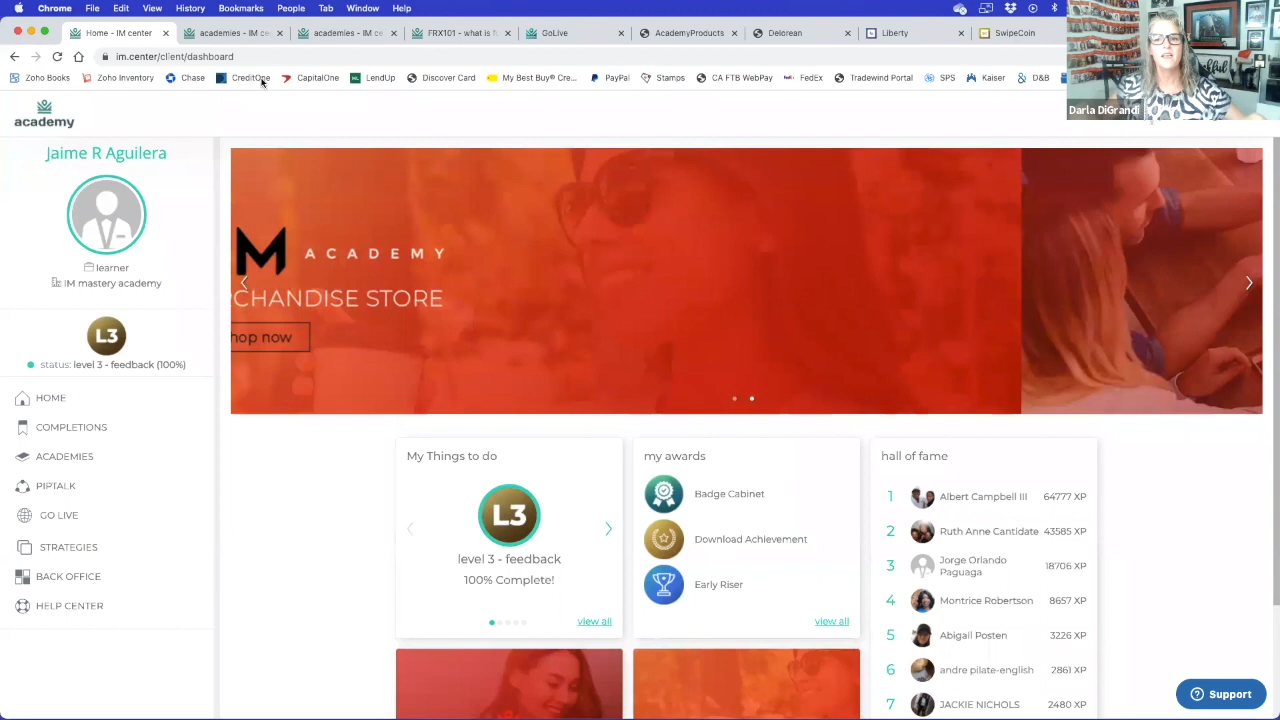 Chrome File Edit View History Bookmarks People Tab Window Help
Home - IM center
academies - IM ce
academies - IM
- what is
GoLive
AcademyProducts
Delorean
Liberty
SwipeCoin
im.center/client/dashboard
Zoho Books
Zoho Inventory
Chase
CreditOne
CapitalOne
LendUp
Discover Card
My Best Buy® Cre...
PayPal
Stamps
CA FTB WebPay
FedEx
Tradewind Portal
SPS
Kaiser
D&B
Darla DiGrandi
academy
Jaime R Aguilera
learner
IM mastery academy
L3
status: level 3 - feedback (100%)
HOME
COMPLETIONS
ACADEMIES
PIPTALK
GO LIVE
STRATEGIES
BACK OFFICE
HELP CENTER
M ACADEMY
RCHANDISE STORE
hop now
My Things to do
L3
level 3 - feedback
100% Complete!
view all
my awards
Badge Cabinet
Download Achievement
Early Riser
view all
hall of fame
1 Albert Campbell III 64777 XP
2 Ruth Anne Cantidate 43585 XP
3 Jorge Orlando Paguaga 18706 XP
4 Montrice Robertson 8657 XP
5 Abigail Posten 3226 XP
6 andre pilate-english 2861 XP
7 JACKIE NICHOLS 2480 XP
Support